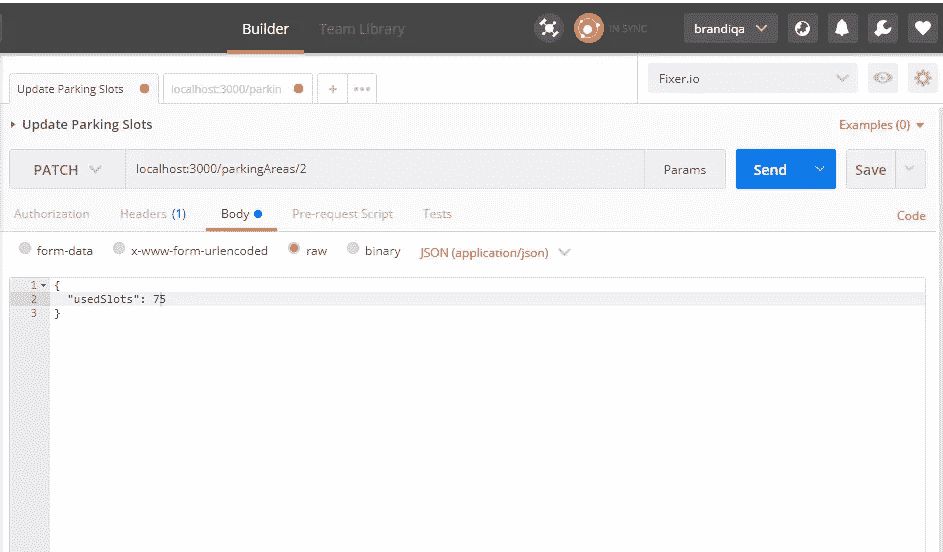 Builder Team Library IN SYNC brandiqa
Update Parking Slots localhost:3000/parkin + ••• Fixer.io
Update Parking Slots Examples (0)
PATCH localhost:3000/parkingAreas/2 Params Send Save
Authorization Headers (1) Body Pre-request Script Tests Code
form-data x-www-form-urlencoded raw binary JSON (application/json)
1 {
2 "usedSlots": 75
3 }